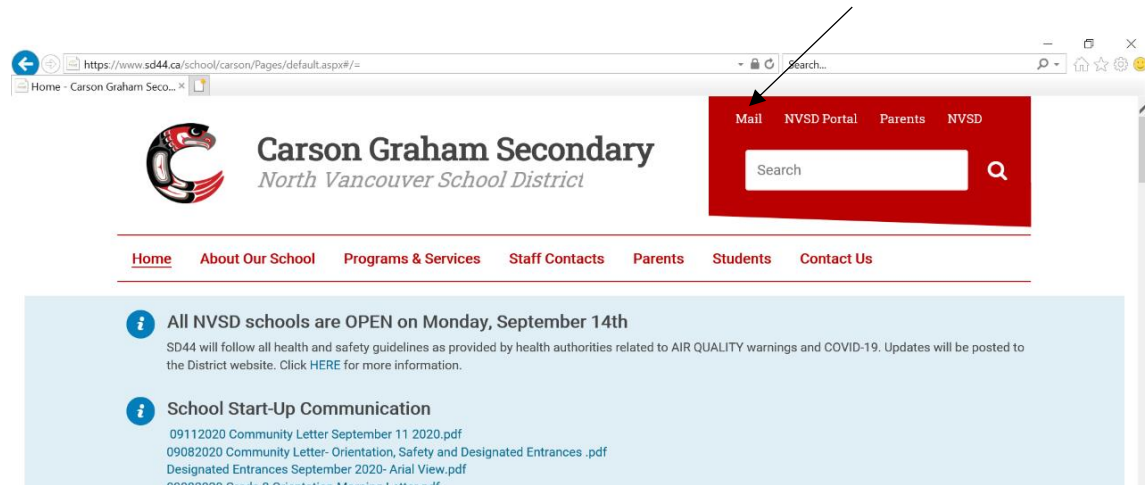 https://www.sd44.ca/school/carson/Pages/default.aspx#/=
Search...
Home - Carson Graham Seco...
Mail NVSD Portal Parents NVSD
Carson Graham Secondary
North Vancouver School District
Search
Home About Our School Programs & Services Staff Contacts Parents Students Contact Us
All NVSD schools are OPEN on Monday, September 14th
SD44 will follow all health and safety guidelines as provided by health authorities related to AIR QUALITY warnings and COVID-19. Updates will be posted to
the District website. Click HERE for more information.
School Start-Up Communication
09112020 Community Letter September 11 2020.pdf
09082020 Community Letter- Orientation, Safety and Designated Entrances .pdf
Designated Entrances September 2020- Arial View.pdf